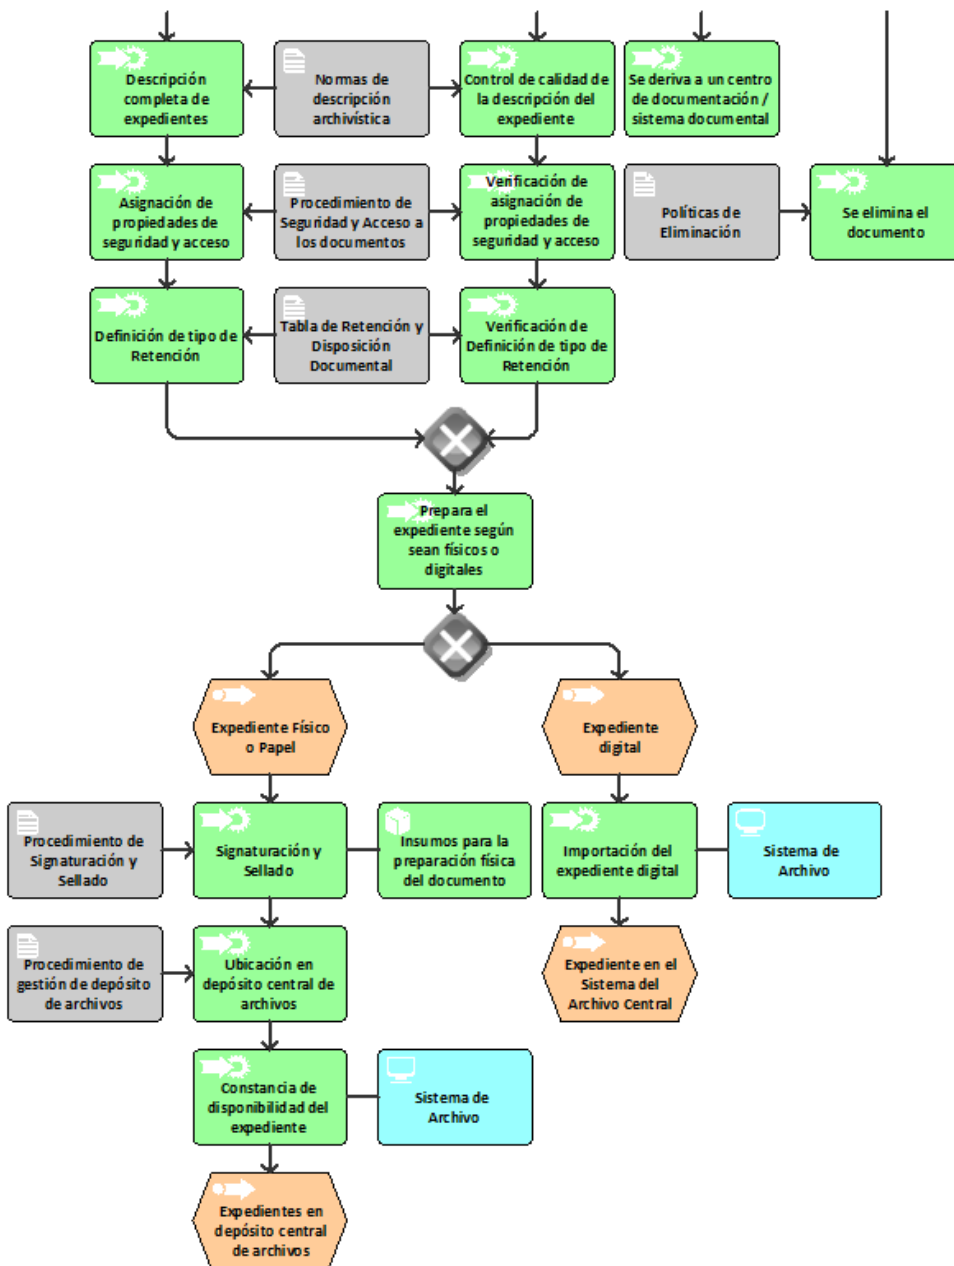 Descripción
completa de
expedientes
Normas de
descripción
archivística
Control de calidad de
la descripción del
expediente
Se deriva a un centro
de documentación /
sistema documental
Asignación de
propiedades de
seguridad y acceso
Procedimiento de
Seguridad y Acceso a
los documentos
Verificación de
asignación de
propiedades de
seguridad y acceso
Políticas de
Eliminación
Se elimina el
documento
Definición de tipo de
Retención
Tabla de Retención y
Disposición
Documental
Verificación de
Definición de tipo de
Retención
Prepara el
expediente según
sean físicos o
digitales
Expediente Físico
o Papel
Expediente
digital
Procedimiento de
Signaturación y
Sellado
Signaturación y
Sellado
Insumos para la
preparación física
del documento
Importación del
expediente digital
Sistema de
Archivo
Procedimiento de
gestión de depósito
de archivos
Ubicación en
depósito central de
archivos
Expediente en el
Sistema del
Archivo Central
Constancia de
disponibilidad del
expediente
Sistema de
Archivo
Expedientes en
depósito central
de archivos